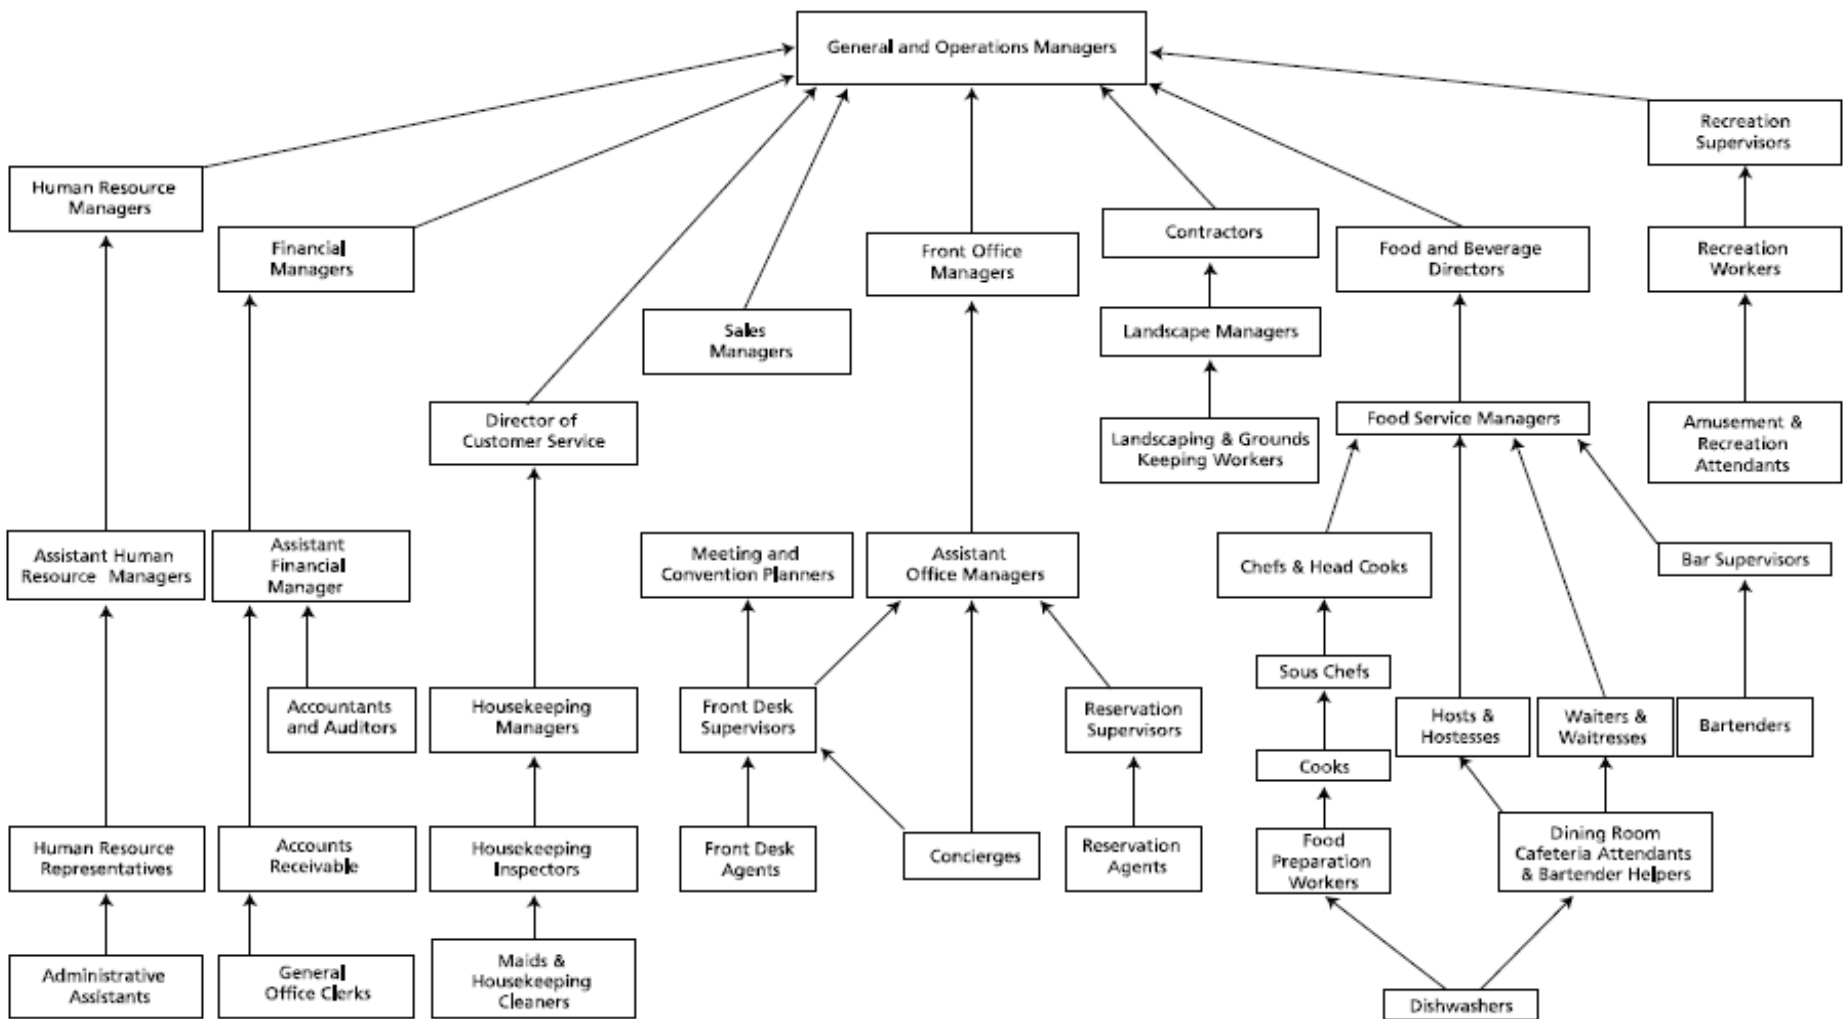 General and Operations Managers
Recreation
Supervisors
Human Resource
Managers
Financial
Managers
Front Office
Managers
Contractors
Food and Beverage
Directors
Recreation
Workers
Sales
Managers
Landscape Managers
Director of
Customer Service
Landscaping & Grounds
Keeping Workers
Food Service Managers
Amusement &
Recreation
Attendants
Assistant Human
Resource Managers
Assistant
Financial
Manager
Meeting and
Convention Planners
Assistant
Office Managers
Chefs & Head Cooks
Bar Supervisors
Accountants
and Auditors
Housekeeping
Managers
Front Desk
Supervisors
Reservation
Supervisors
Sous Chefs
Hosts &
Hostesses
Waiters &
Waitresses
Bartenders
Cooks
Human Resource
Representatives
Accounts
Receivable
Housekeeping
Inspectors
Front Desk
Agents
Concierges
Reservation
Agents
Food
Preparation
Workers
Dining Room
Cafeteria Attendants
& Bartender Helpers
Administrative
Assistants
General
Office Clerks
Maids &
Housekeeping
Cleaners
Dishwashers